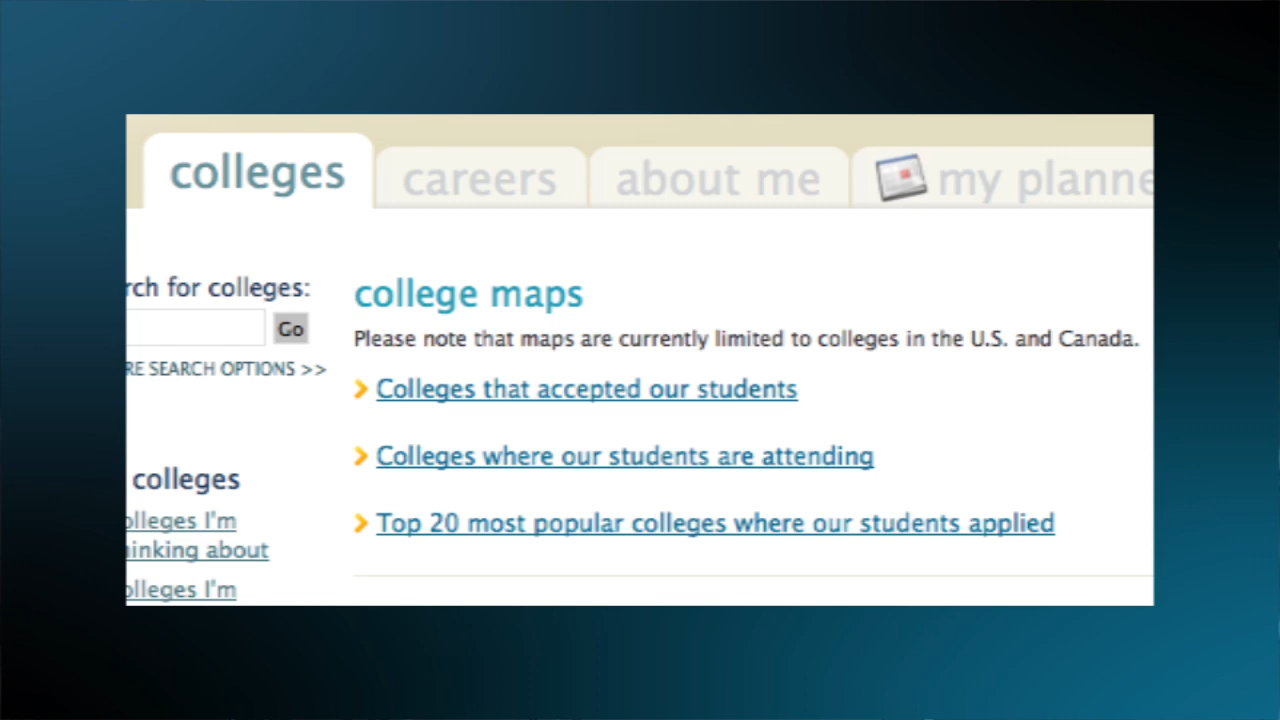 colleges
careers
about me
my planne
rch for colleges:
Go
RE SEARCH OPTIONS >>
colleges
olleges I'm
hinking about
olleges I'm
college maps
Please note that maps are currently limited to colleges in the U.S. and Canada.
Colleges that accepted our students
Colleges where our students are attending
Top 20 most popular colleges where our students applied